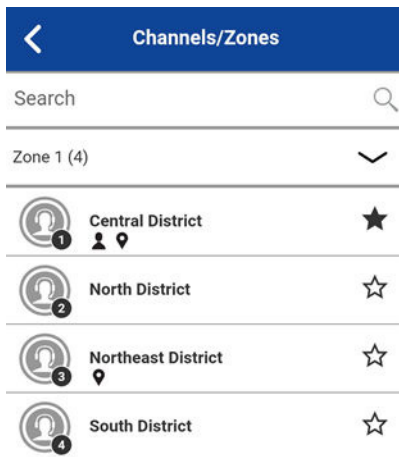 Channels/Zones
Search
Zone 1 (4)
1
Central District
2
North District
3
Northeast District
4
South District